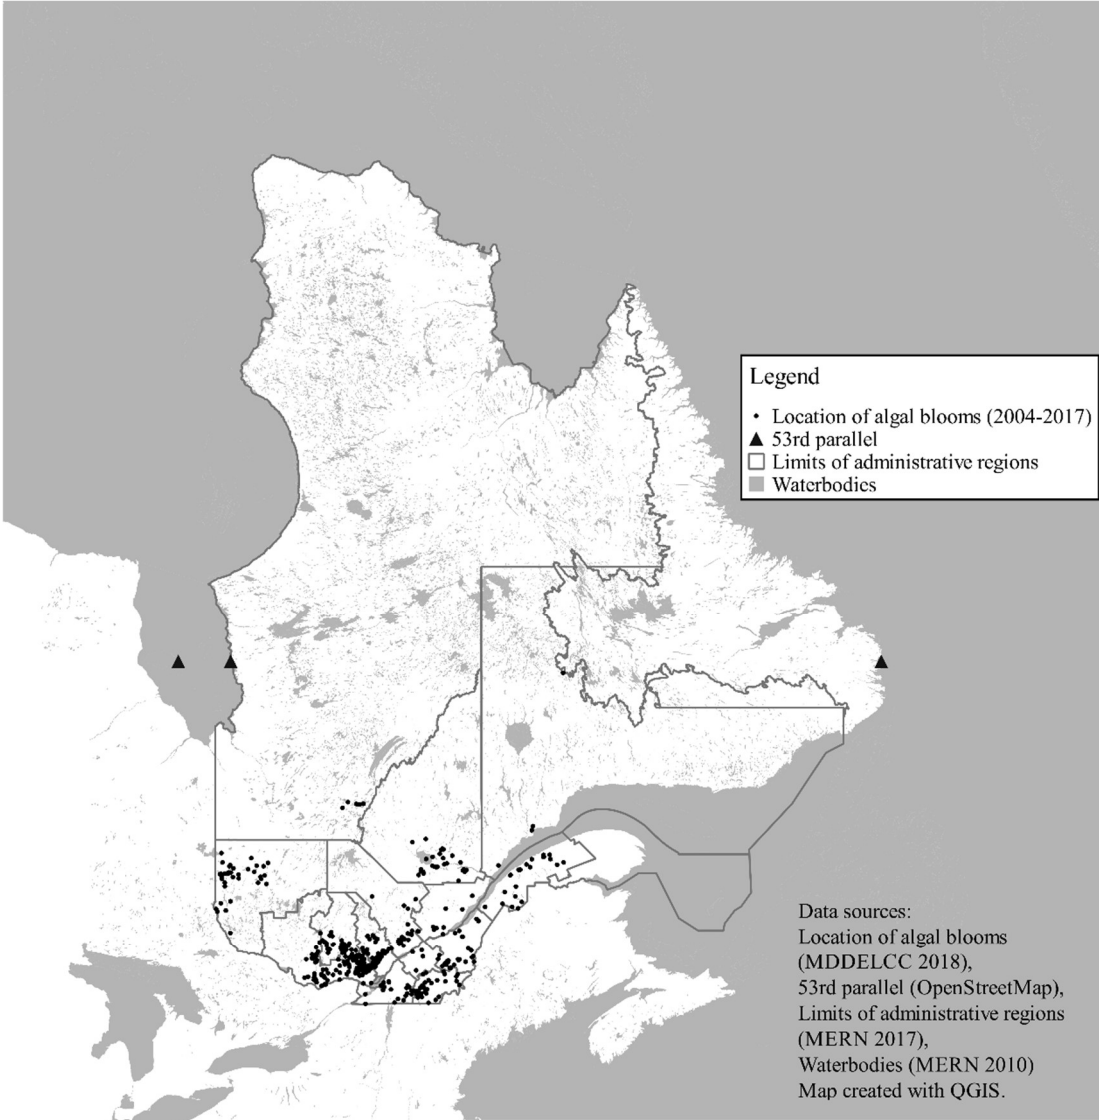 Legend
Location of algal blooms (2004-2017)
53rd parallel
Limits of administrative regions
Waterbodies
Data sources:
Location of algal blooms
(MDDELCC 2018),
53rd parallel (OpenStreetMap),
Limits of administrative regions
(MERN 2017),
Waterbodies (MERN 2010)
Map created with QGIS.